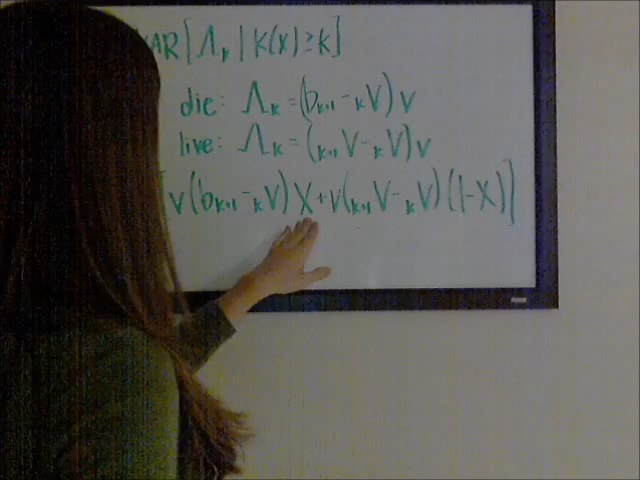 AR[Λₖ | K(x) ≥ k]
die: Λₖ = (bₖ₊₁ - ₖV) v
live: Λₖ = (ₖ₊₁V - ₖV) v
[v(bₖ₊₁ - ₖV) X + v(ₖ₊₁V - ₖV)(1-X)]